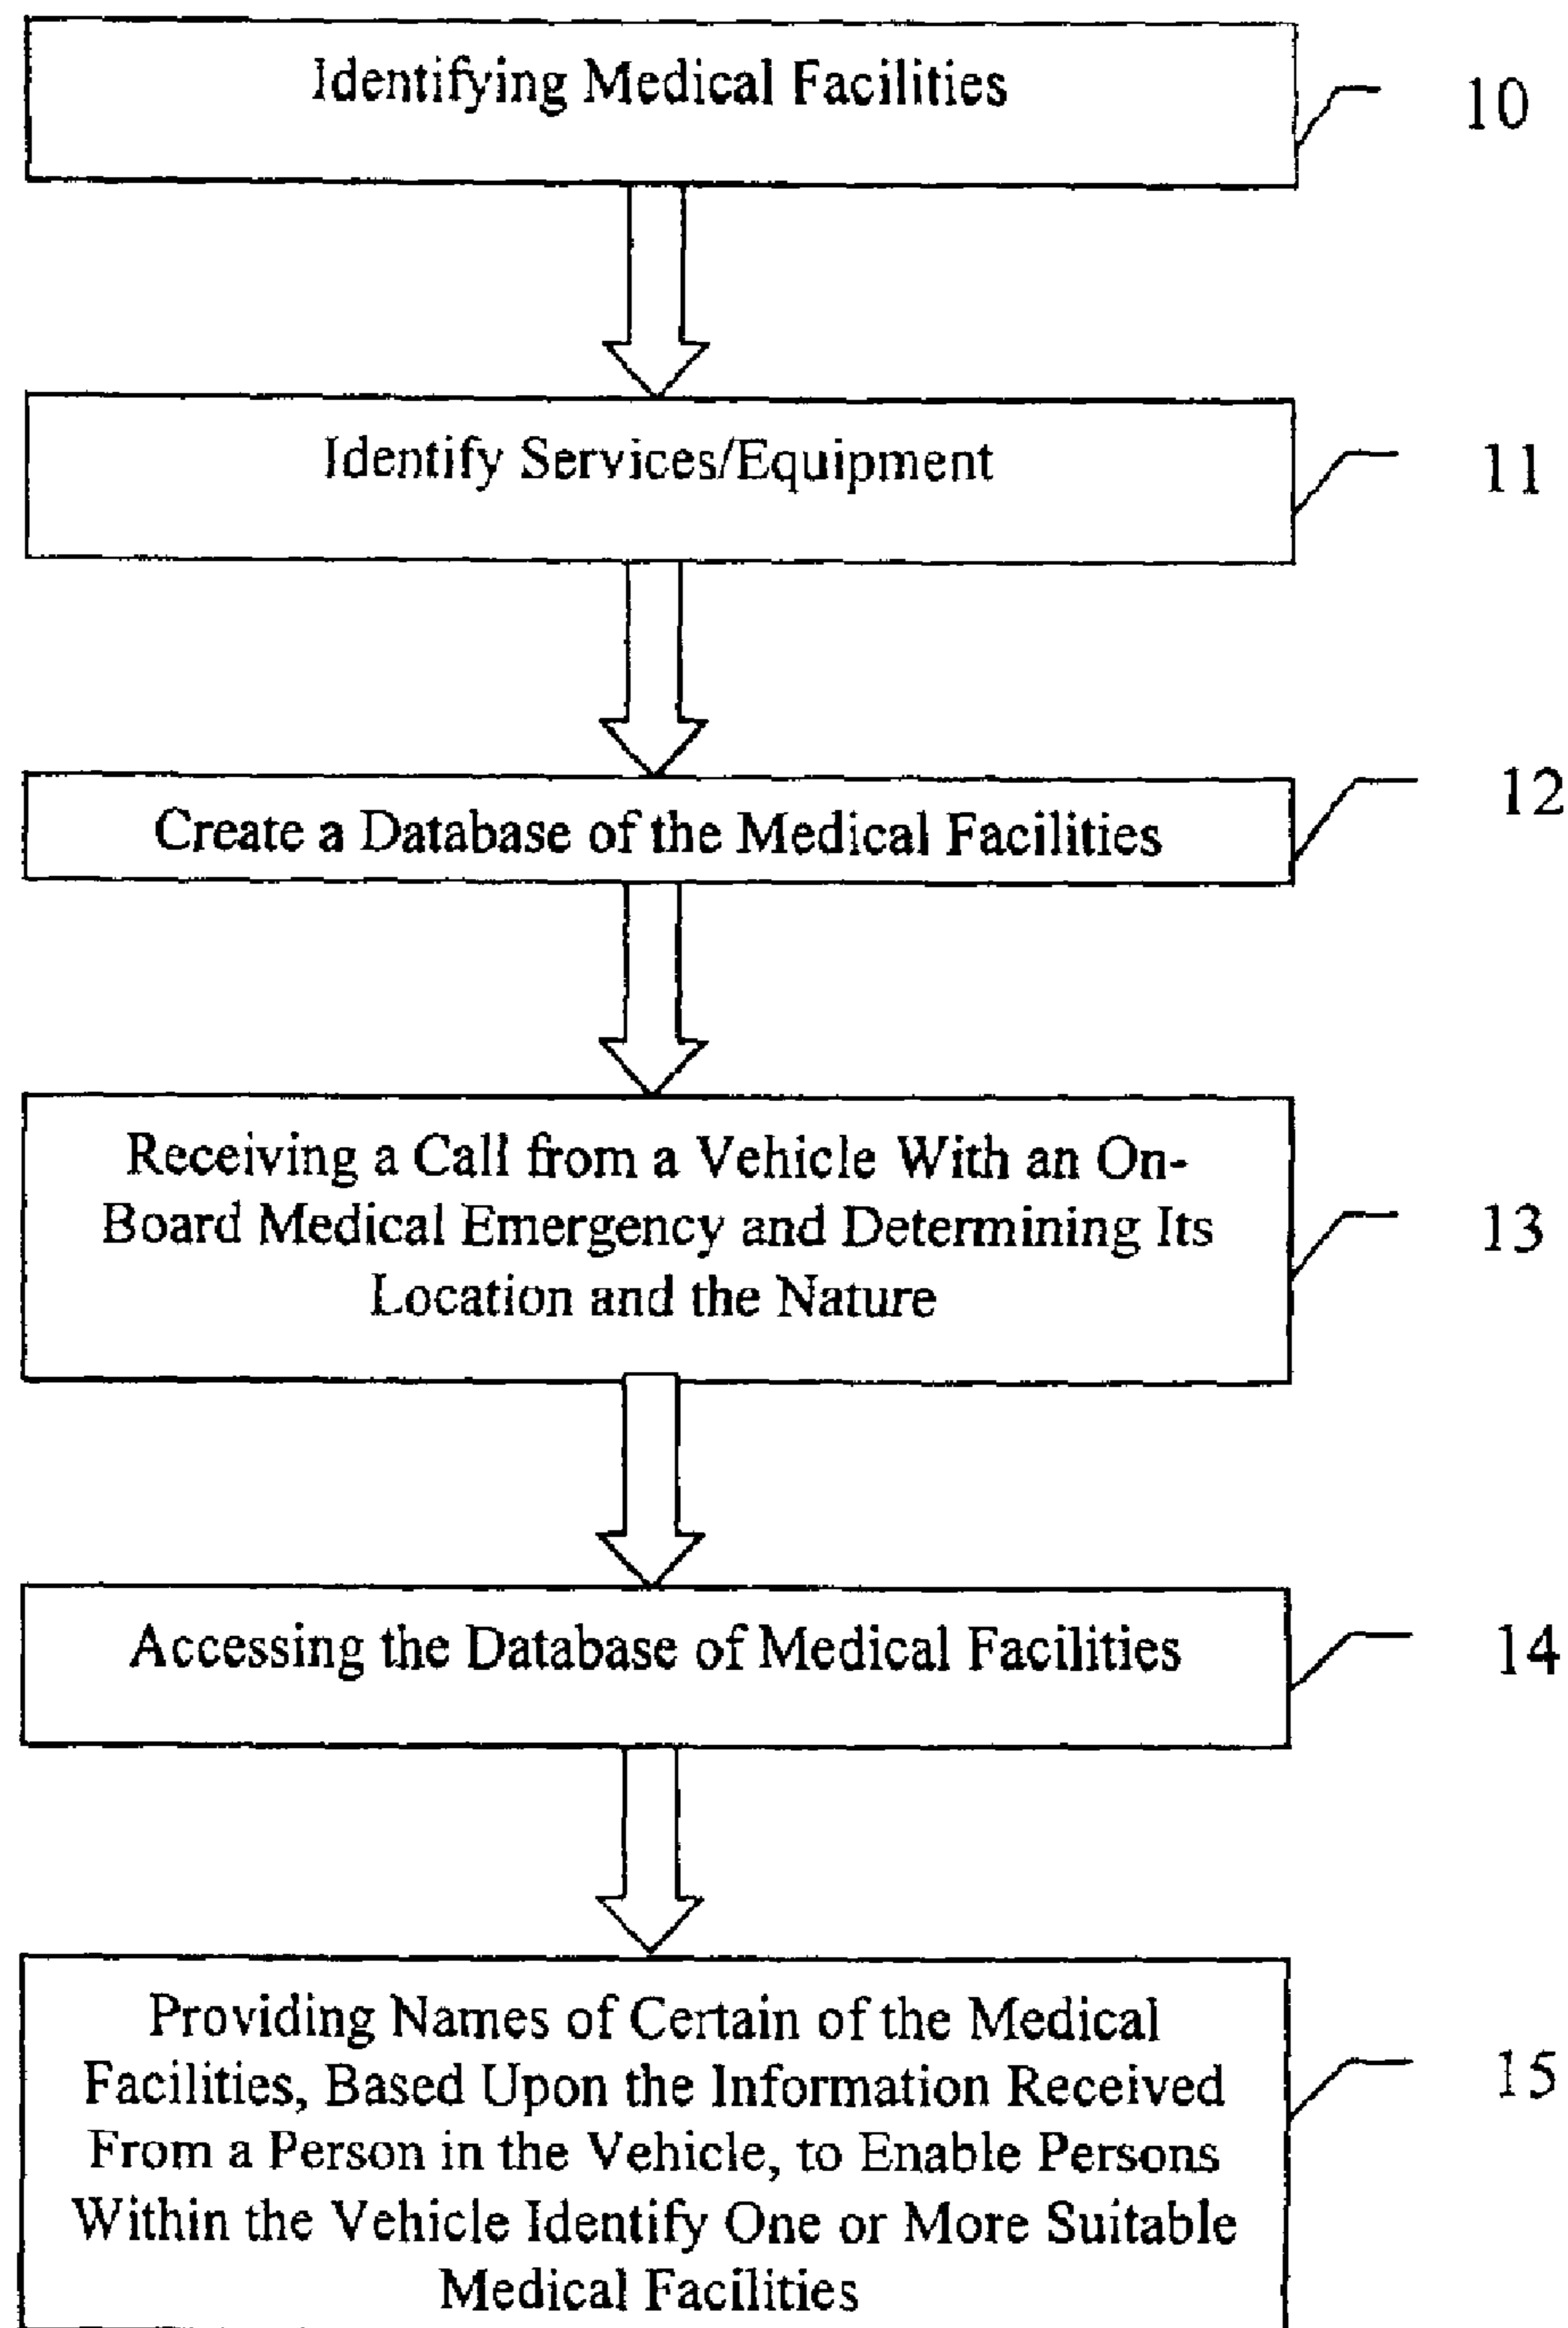 Identifying Medical Facilities
10
Identify Services/Equipment
11
Create a Database of the Medical Facilities
12
Receiving a Call from a Vehicle With an On-
Board Medical Emergency and Determining Its
Location and the Nature
13
Accessing the Database of Medical Facilities
14
Providing Names of Certain of the Medical
Facilities, Based Upon the Information Received
From a Person in the Vehicle, to Enable Persons
Within the Vehicle Identify One or More Suitable
Medical Facilities
15